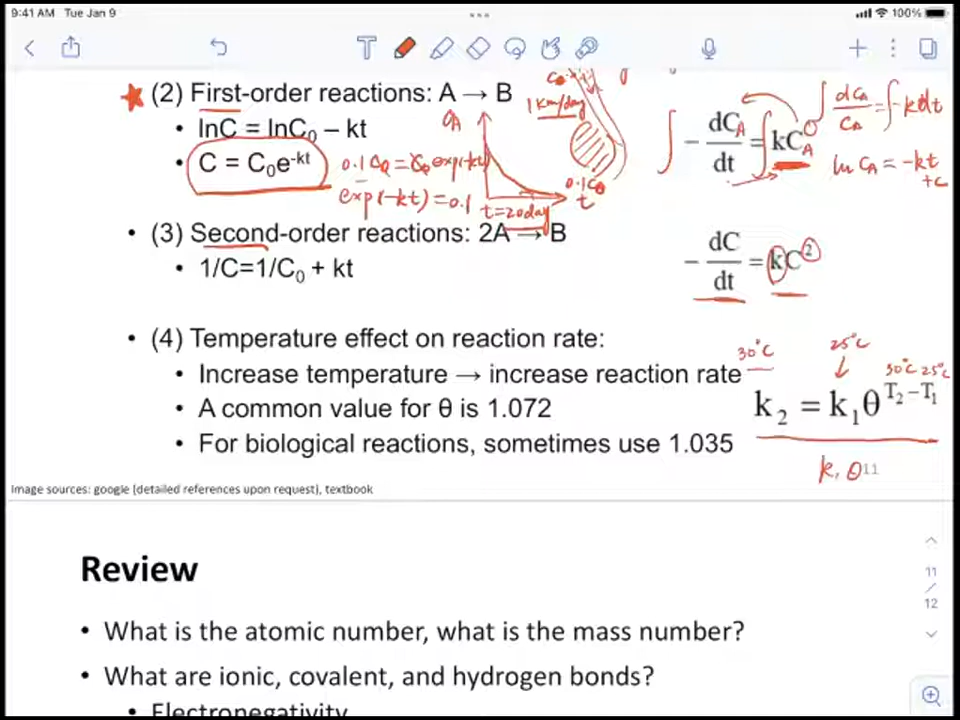 9:41 AM Tue Jan 9
100%
(2) First-order reactions: A → B
• lnC = lnC₀ – kt
• C = C₀e^-kt
0.1 C₀ = C₀ exp(-kt)
exp(-kt) = 0.1
CA
t = 20 day
t
1 km/day
0.1 C₀
- dCA/dt = kCA
∫ dCA/CA = ∫ -kdt
ln CA = -kt
+C
• (3) Second-order reactions: 2A → B
• 1/C=1/C₀ + kt
- dC/dt = kC²
• (4) Temperature effect on reaction rate:
• Increase temperature → increase reaction rate
• A common value for θ is 1.072
• For biological reactions, sometimes use 1.035
30°C
25°C
30°C 25°C
k₂ = k₁θ^T₂−T₁
k, θ
11
Image sources: google (detailed references upon request), textbook
Review
• What is the atomic number, what is the mass number?
• What are ionic, covalent, and hydrogen bonds?
• Electronegativity
11
/
12